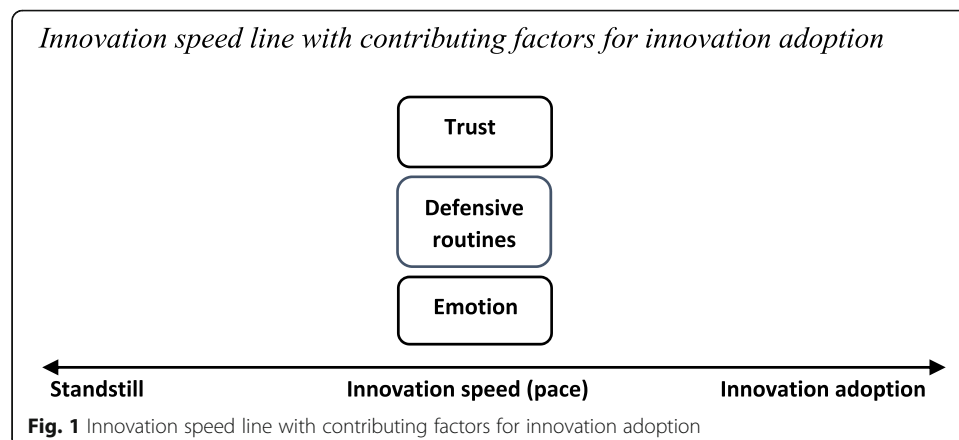 Innovation speed line with contributing factors for innovation adoption
Trust
Defensive
routines
Emotion
Standstill Innovation speed (pace) Innovation adoption
Fig. 1 Innovation speed line with contributing factors for innovation adoption